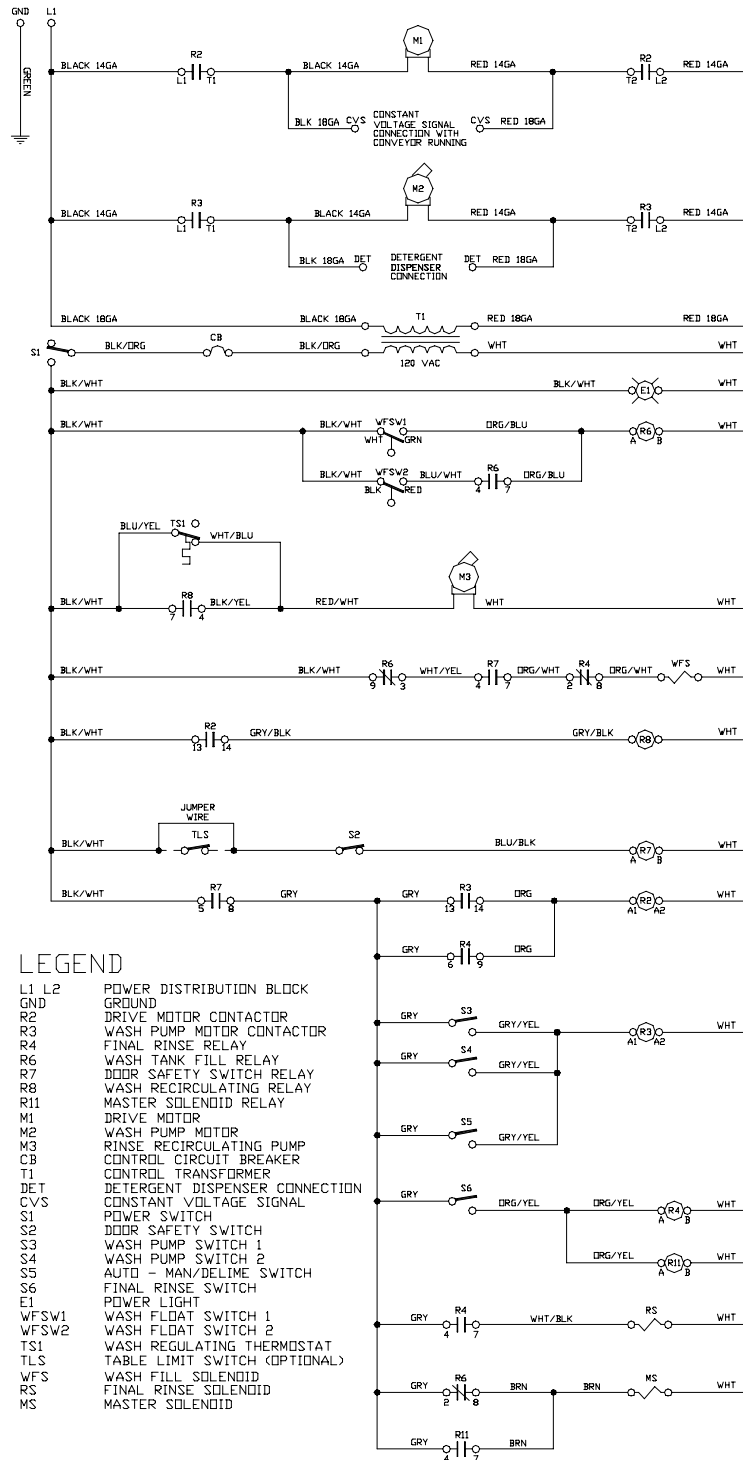 GND L1
GREEN
BLACK 14GA R2 BLACK 14GA M1 RED 14GA R2 RED 14GA
L1 T1 T2 L2
BLK 18GA CVS CONSTANT CVS RED 18GA
VOLTAGE SIGNAL
CONNECTION WITH
CONVEYOR RUNNING
BLACK 14GA R3 BLACK 14GA M2 RED 14GA R3 RED 14GA
L1 T1 T2 L2
BLK 18GA DET DETERGENT DET RED 18GA
DISPENSER
CONNECTION
BLACK 18GA BLACK 18GA T1 RED 18GA RED 18GA
S1 BLK/ORG CB BLK/ORG WHT WHT
120 VAC
BLK/WHT BLK/WHT E1 WHT
BLK/WHT BLK/WHT WFSW1 ORG/BLU R6 WHT
WHT GRN A B
BLK/WHT WFSW2 BLU/WHT R6 ORG/BLU
BLK RED 4 7
BLU/YEL TS1 WHT/BLU
M3
BLK/WHT R8 BLK/YEL RED/WHT WHT WHT
7 4
BLK/WHT BLK/WHT R6 WHT/YEL R7 ORG/WHT R4 ORG/WHT WFS WHT
9 3 4 7 2 8
BLK/WHT R2 GRY/BLK GRY/BLK R8 WHT
13 14
JUMPER
WIRE
BLK/WHT TLS S2 BLU/BLK R7 WHT
A B
BLK/WHT R7 GRY GRY R3 ORG R2 WHT
5 8 13 14 A1 A2
GRY R4 ORG
6 9
GRY S3 GRY/YEL R3 WHT
A1 A2
GRY S4 GRY/YEL
GRY S5 GRY/YEL
GRY S6 ORG/YEL ORG/YEL R4 WHT
A B
ORG/YEL R11 WHT
A B
GRY R4 WHT/BLK RS WHT
4 7
GRY R6 BRN BRN MS WHT
2 8
GRY R11 BRN
4 7
LEGEND
L1 L2 POWER DISTRIBUTION BLOCK
GND GROUND
R2 DRIVE MOTOR CONTACTOR
R3 WASH PUMP MOTOR CONTACTOR
R4 FINAL RINSE RELAY
R6 WASH TANK FILL RELAY
R7 DOOR SAFETY SWITCH RELAY
R8 WASH RECIRCULATING RELAY
R11 MASTER SOLENOID RELAY
M1 DRIVE MOTOR
M2 WASH PUMP MOTOR
M3 RINSE RECIRCULATING PUMP
CB CONTROL CIRCUIT BREAKER
T1 CONTROL TRANSFORMER
DET DETERGENT DISPENSER CONNECTION
CVS CONSTANT VOLTAGE SIGNAL
S1 POWER SWITCH
S2 DOOR SAFETY SWITCH
S3 WASH PUMP SWITCH 1
S4 WASH PUMP SWITCH 2
S5 AUTO - MAN/DELIME SWITCH
S6 FINAL RINSE SWITCH
E1 POWER LIGHT
WFSW1 WASH FLOAT SWITCH 1
WFSW2 WASH FLOAT SWITCH 2
TS1 WASH REGULATING THERMOSTAT
TLS TABLE LIMIT SWITCH (OPTIONAL)
WFS WASH FILL SOLENOID
RS FINAL RINSE SOLENOID
MS MASTER SOLENOID